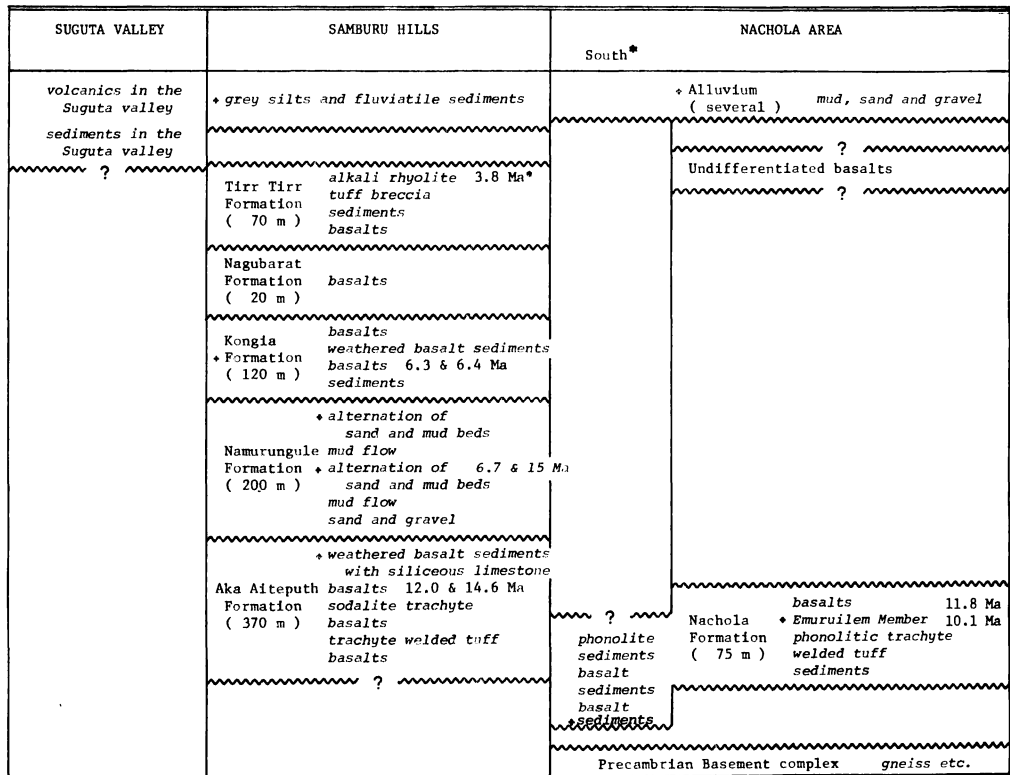 SUGUTA VALLEY
SAMBURU HILLS
NACHOLA AREA
South*
volcanics in the
Suguta valley
sediments in the
Suguta valley
?
grey silts and fluviatile sediments
Tirr Tirr
Formation
( 70 m )
alkali rhyolite 3.8 Ma*
tuff breccia
sediments
basalts
Nagubarat
Formation
( 20 m )
basalts
Kongia
Formation
( 120 m )
basalts
weathered basalt sediments
basalts 6.3 & 6.4 Ma
sediments
Namurungule
Formation
( 200 m )
alternation of
sand and mud beds
mud flow
alternation of 6.7 & 15 Ma
sand and mud beds
mud flow
sand and gravel
Aka Aiteputh
Formation
( 370 m )
weathered basalt sediments
with siliceous limestone
basalts 12.0 & 14.6 Ma
sodalite trachyte
basalts
trachyte welded tuff
basalts
?
? 
phonolite
sediments
basalt
sediments
basalt
sediments
Alluvium
( several )
mud, sand and gravel
?
Undifferentiated basalts
?
Nachola
Formation
( 75 m )
basalts 11.8 Ma
Emuruilem Member 10.1 Ma
phonolitic trachyte
welded tuff
sediments
Precambrian Basement complex gneiss etc.